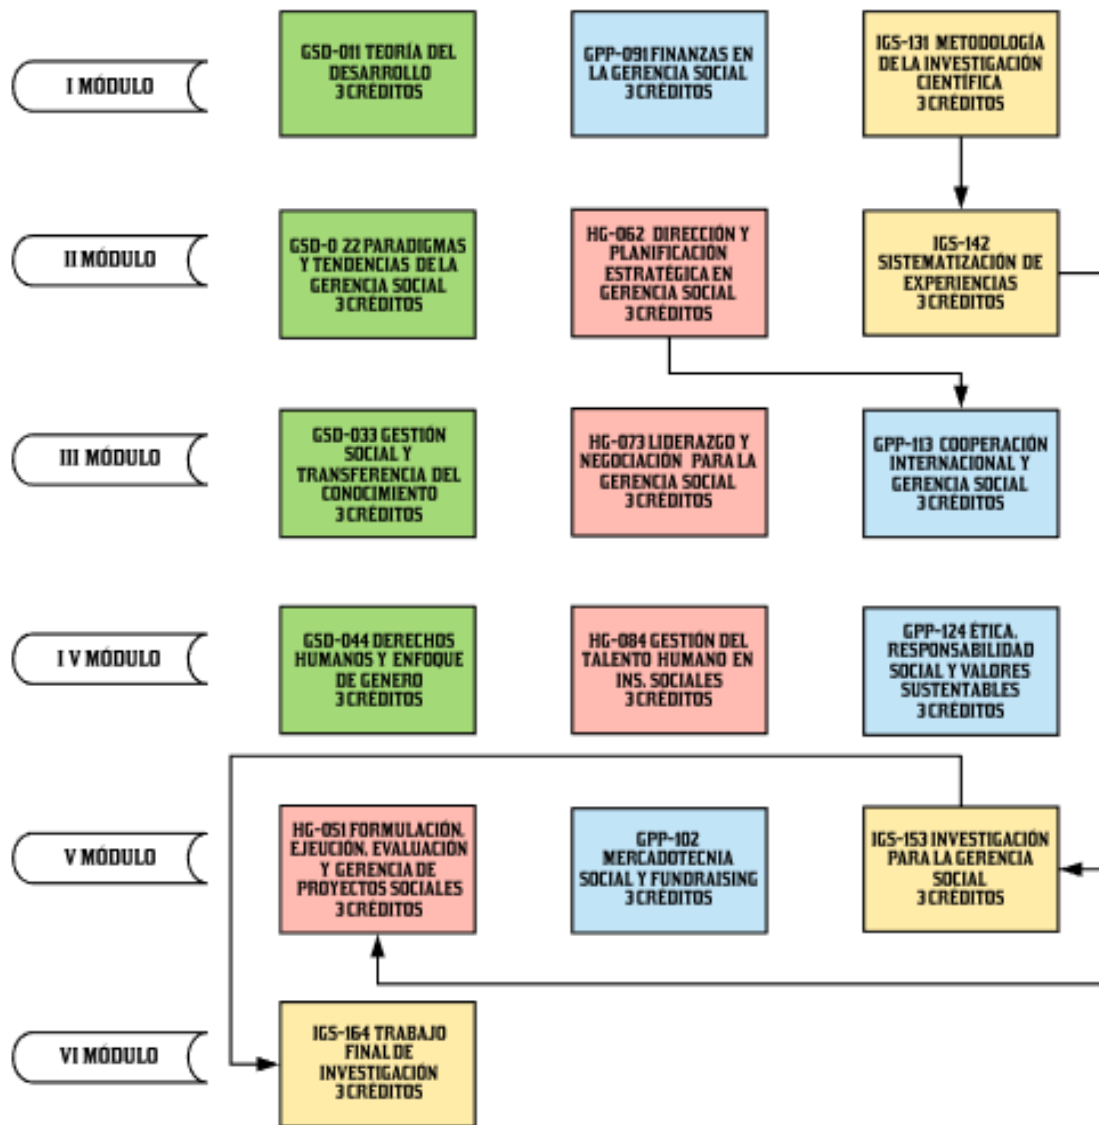 I MÓDULO
GSD-011 TEORÍA DEL
DESARROLLO
3 CRÉDITOS
GPP-091 FINANZAS EN
LA GERENCIA SOCIAL
3 CRÉDITOS
IGS-131 METODOLOGÍA
DE LA INVESTIGACIÓN
CIENTÍFICA
3 CRÉDITOS
II MÓDULO
GSD-0 22 PARADIGMAS
Y TENDENCIAS DE LA
GERENCIA SOCIAL
3 CRÉDITOS
HG-062 DIRECCIÓN Y
PLANIFICACIÓN
ESTRATÉGICA EN
GERENCIA SOCIAL
3 CRÉDITOS
IGS-142
SISTEMATIZACIÓN DE
EXPERIENCIAS
3 CRÉDITOS
III MÓDULO
GSD-033 GESTIÓN
SOCIAL Y
TRANSFERENCIA DEL
CONOCIMIENTO
3 CRÉDITOS
HG-073 LIDERAZGO Y
NEGOCIACIÓN PARA LA
GERENCIA SOCIAL
3 CRÉDITOS
GPP-113 COOPERACIÓN
INTERNACIONAL Y
GERENCIA SOCIAL
3 CRÉDITOS
I V MÓDULO
GSD-044 DERECHOS
HUMANOS Y ENFOQUE
DE GENERO
3 CRÉDITOS
HG-084 GESTIÓN DEL
TALENTO HUMANO EN
INS. SOCIALES
3 CRÉDITOS
GPP-124 ÉTICA,
RESPONSABILIDAD
SOCIAL Y VALORES
SUSTENTABLES
3 CRÉDITOS
V MÓDULO
HG-051 FORMULACIÓN,
EJECUCIÓN, EVALUACIÓN
Y GERENCIA DE
PROYECTOS SOCIALES
3 CRÉDITOS
GPP-102
MERCADOTECNIA
SOCIAL Y FUNDRAISING
3 CRÉDITOS
IGS-153 INVESTIGACIÓN
PARA LA GERENCIA
SOCIAL
3 CRÉDITOS
VI MÓDULO
IGS-164 TRABAJO
FINAL DE
INVESTIGACIÓN
3 CRÉDITOS